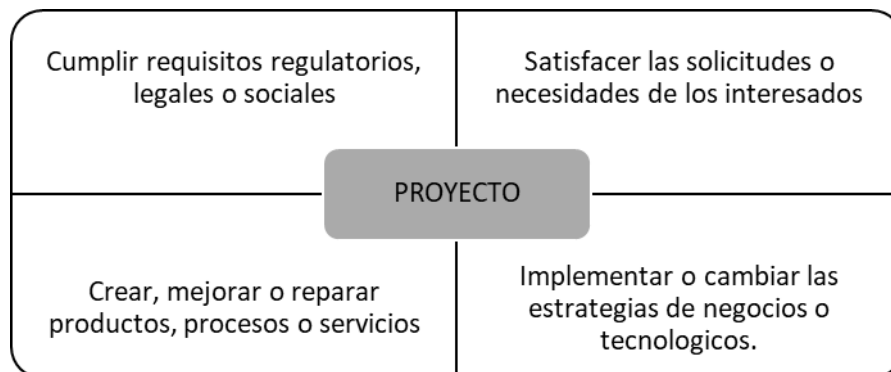 Cumplir requisitos regulatorios,
legales o sociales
Satisfacer las solicitudes o
necesidades de los interesados
PROYECTO
Crear, mejorar o reparar
productos, procesos o servicios
Implementar o cambiar las
estrategias de negocios o
tecnologicos.